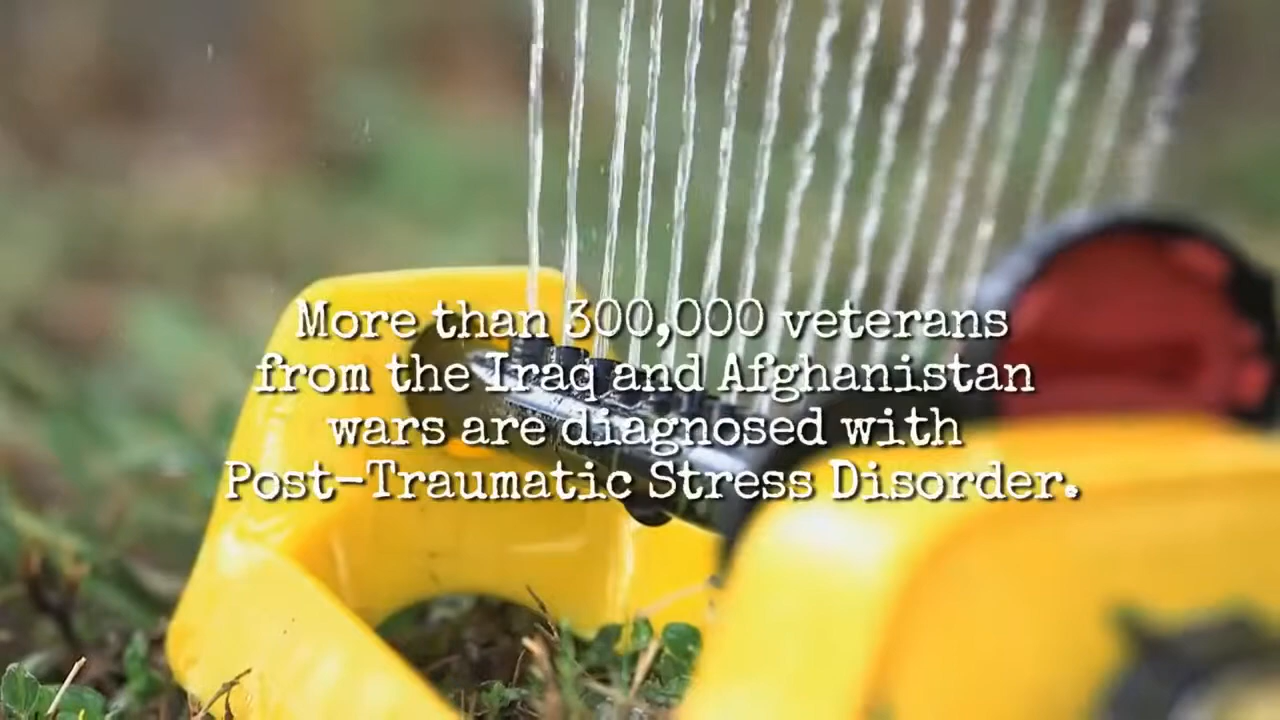 More than 300,000 veterans
from the Iraq and Afghanistan
wars are diagnosed with
Post-Traumatic Stress Disorder.